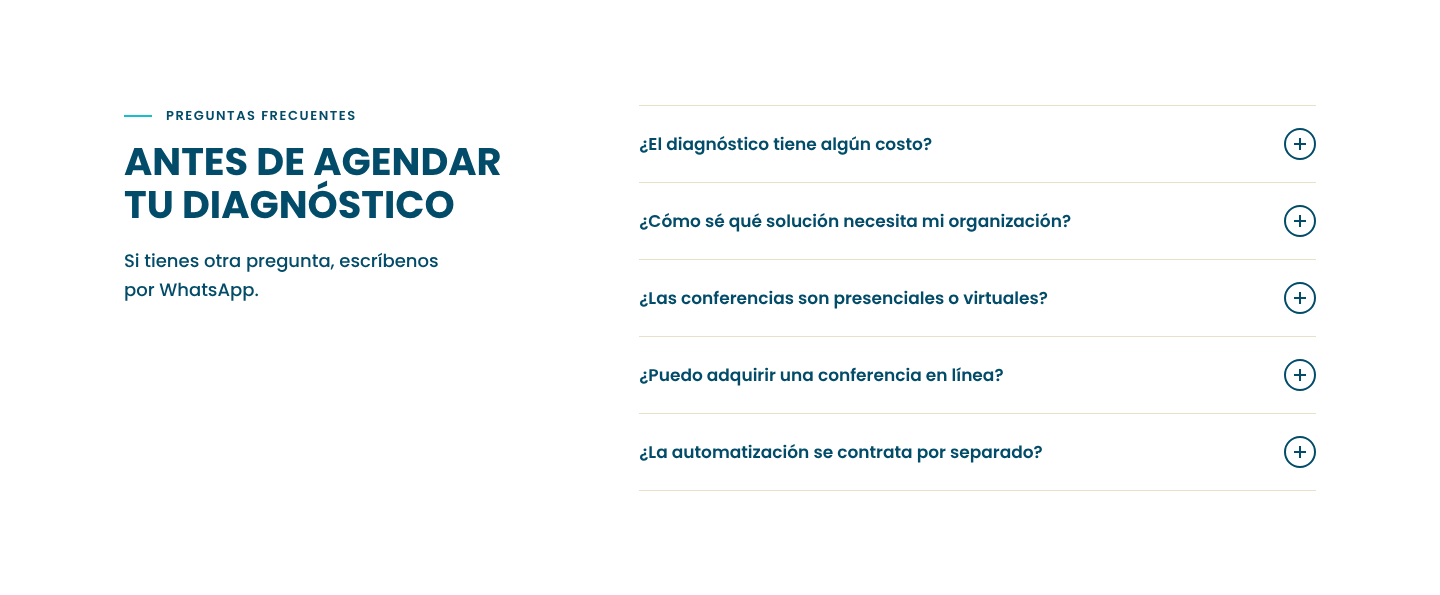 PREGUNTAS FRECUENTES
ANTES DE AGENDAR
TU DIAGNÓSTICO
Si tienes otra pregunta, escríbenos
por WhatsApp.
¿El diagnóstico tiene algún costo?
¿Cómo sé qué solución necesita mi organización?
¿Las conferencias son presenciales o virtuales?
¿Puedo adquirir una conferencia en línea?
¿La automatización se contrata por separado?